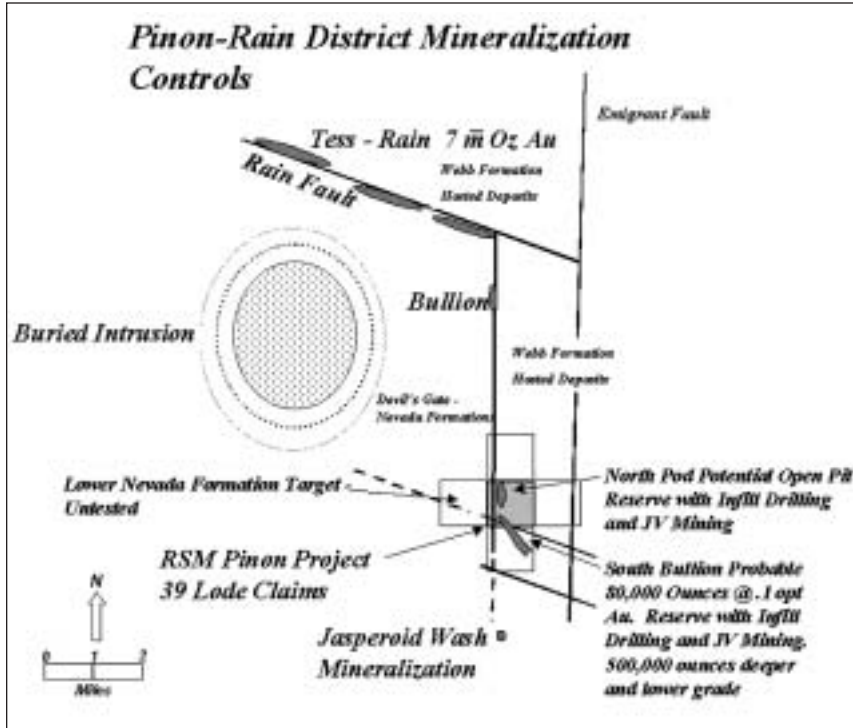 Pinon-Rain District Mineralization
Controls
Emigrant Fault
Tess - Rain 7 m̅ Oz Au
Webb Formation
Hosted Deposits
Rain Fault
Bullion
Buried Intrusion
Webb Formation
Hosted Deposits
Devil's Gate -
Nevada Formation
Lower Nevada Formation Target -
Untested
North Pod Potential Open Pit
Reserve with Infill Drilling
and JV Mining
RSM Pinon Project
39 Lode Claims
South Bullion Probable
80,000 Ounces @ .1 opt
Au. Reserve with Infill
Drilling and JV Mining.
500,000 ounces deeper
and lower grade
N
Jasperoid Wash
Mineralization
0 1 2
Miles